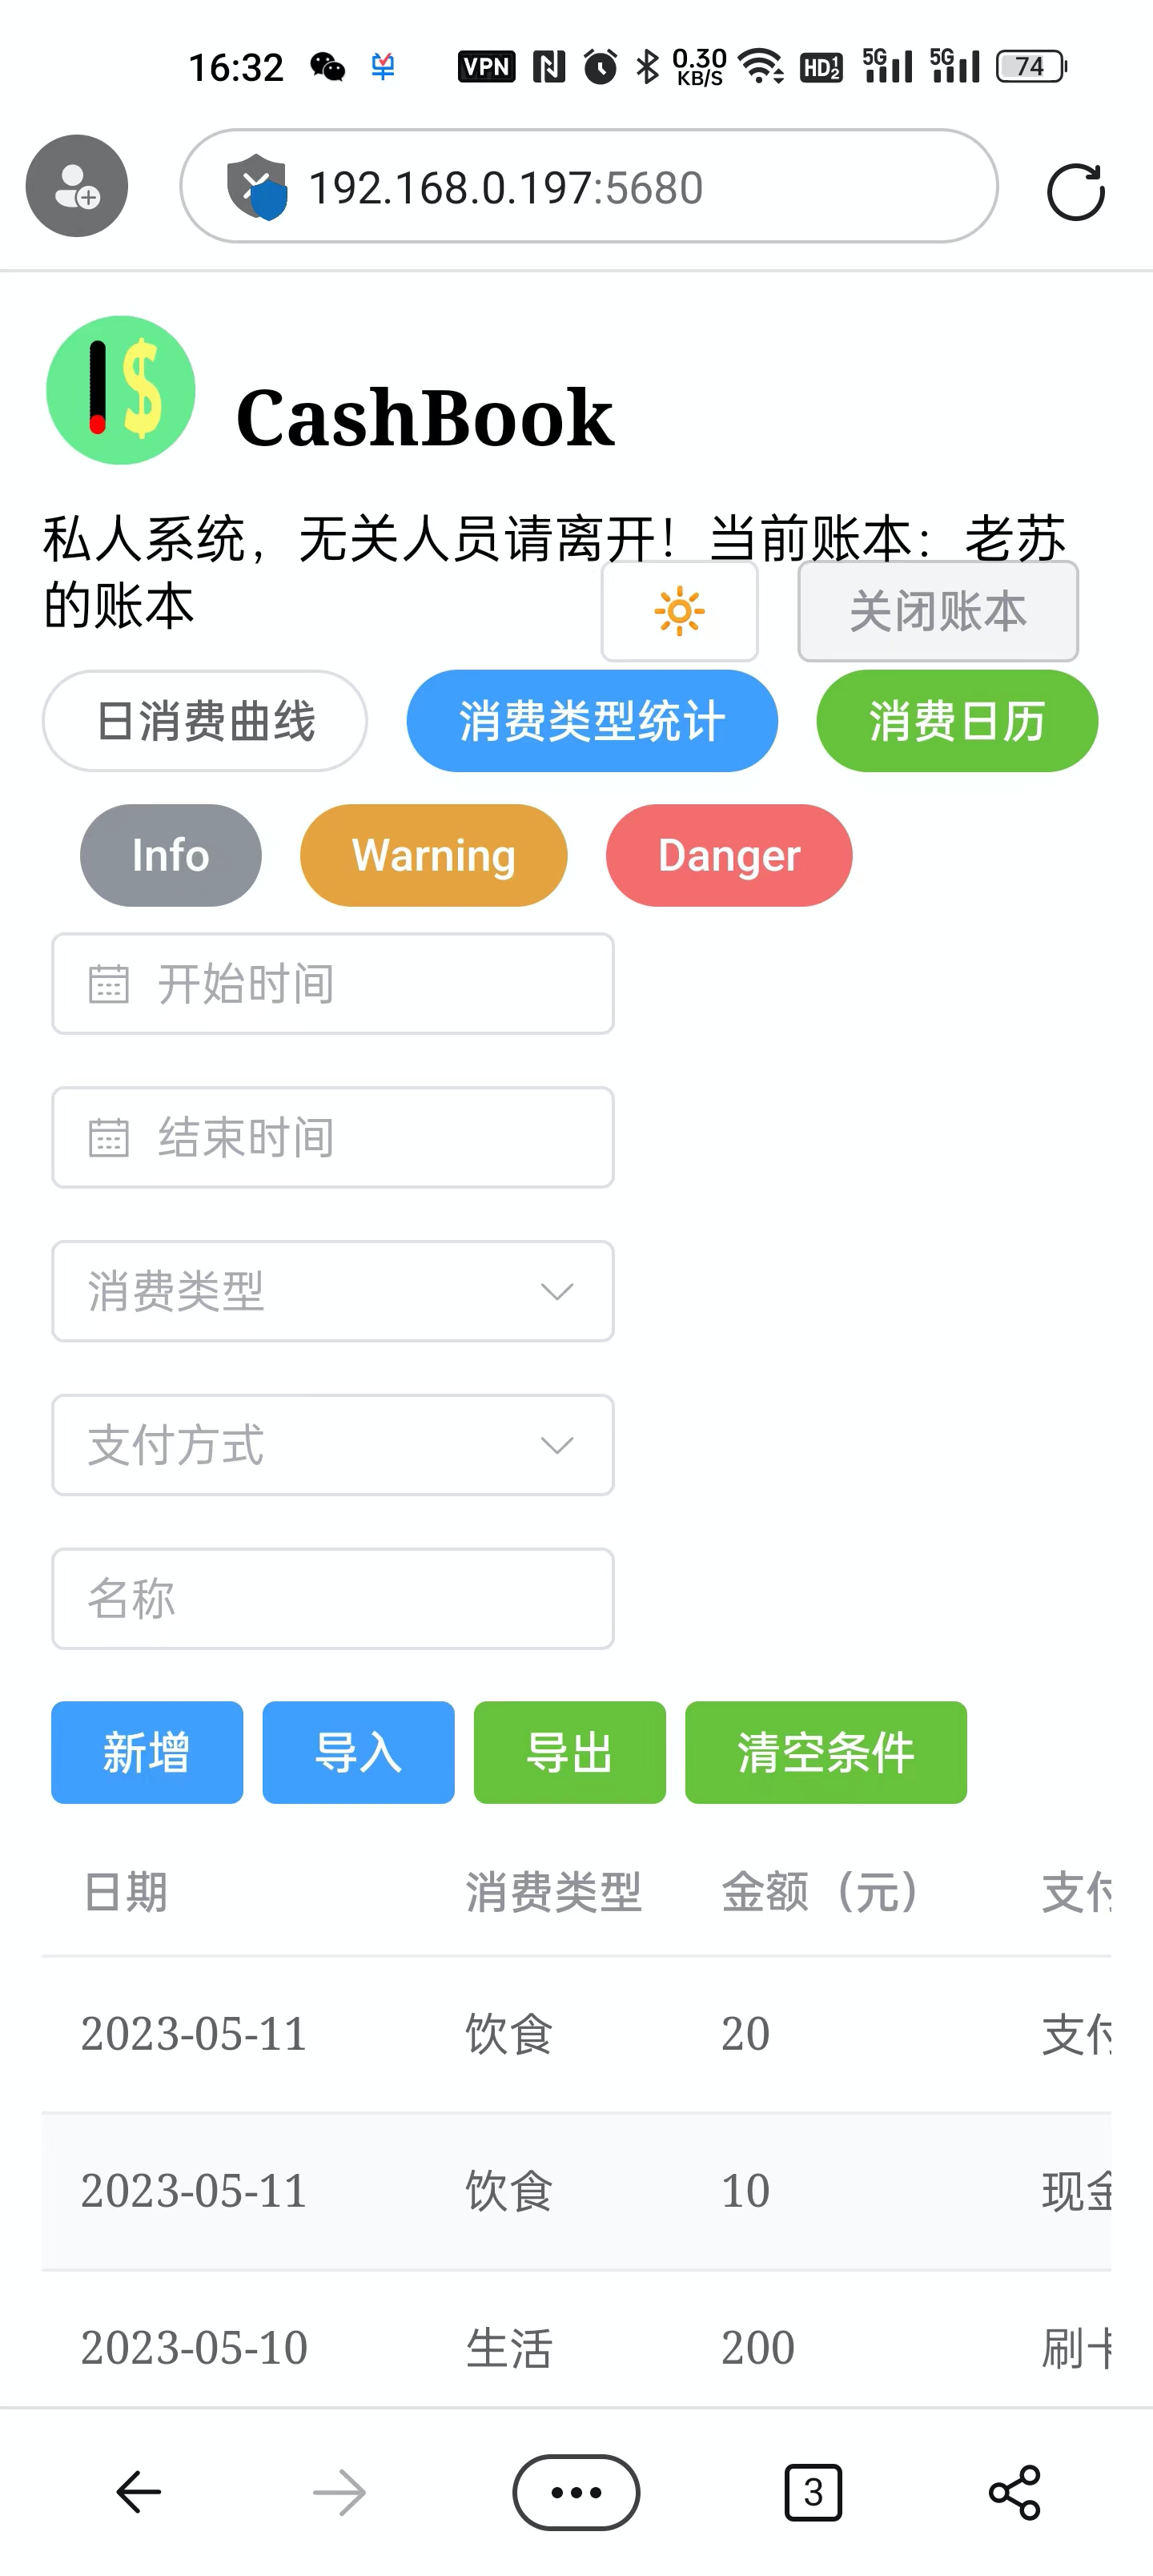 16:32 VPN 0.30 KB/S HD 1 2 5G 5G 74
192.168.0.197:5680
CashBook
私人系统，无关人员请离开！当前账本：老苏
的账本
关闭账本
日消费曲线 消费类型统计 消费日历
Info Warning Danger
开始时间
结束时间
消费类型
支付方式
名称
新增 导入 导出 清空条件
日期 消费类型 金额（元） 支付
2023-05-11 饮食 20 支付
2023-05-11 饮食 10 现金
2023-05-10 生活 200 刷卡
3